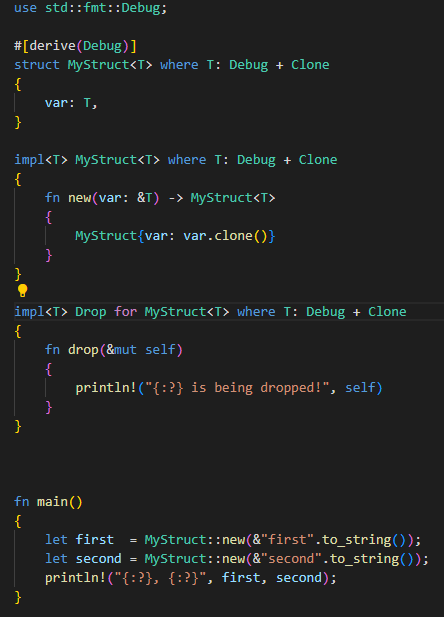 use std::fmt::Debug;
#[derive(Debug)]
struct MyStruct<T> where T: Debug + Clone
{
    var: T,
}
impl<T> MyStruct<T> where T: Debug + Clone
{
    fn new(var: &T) -> MyStruct<T>
    {
        MyStruct{var: var.clone()}
    }
}
impl<T> Drop for MyStruct<T> where T: Debug + Clone
{
    fn drop(&mut self)
    {
        println!("{:?} is being dropped!", self)
    }
}
fn main()
{
    let first  = MyStruct::new(&"first".to_string());
    let second = MyStruct::new(&"second".to_string());
    println!("{:?}, {:?}", first, second);
}